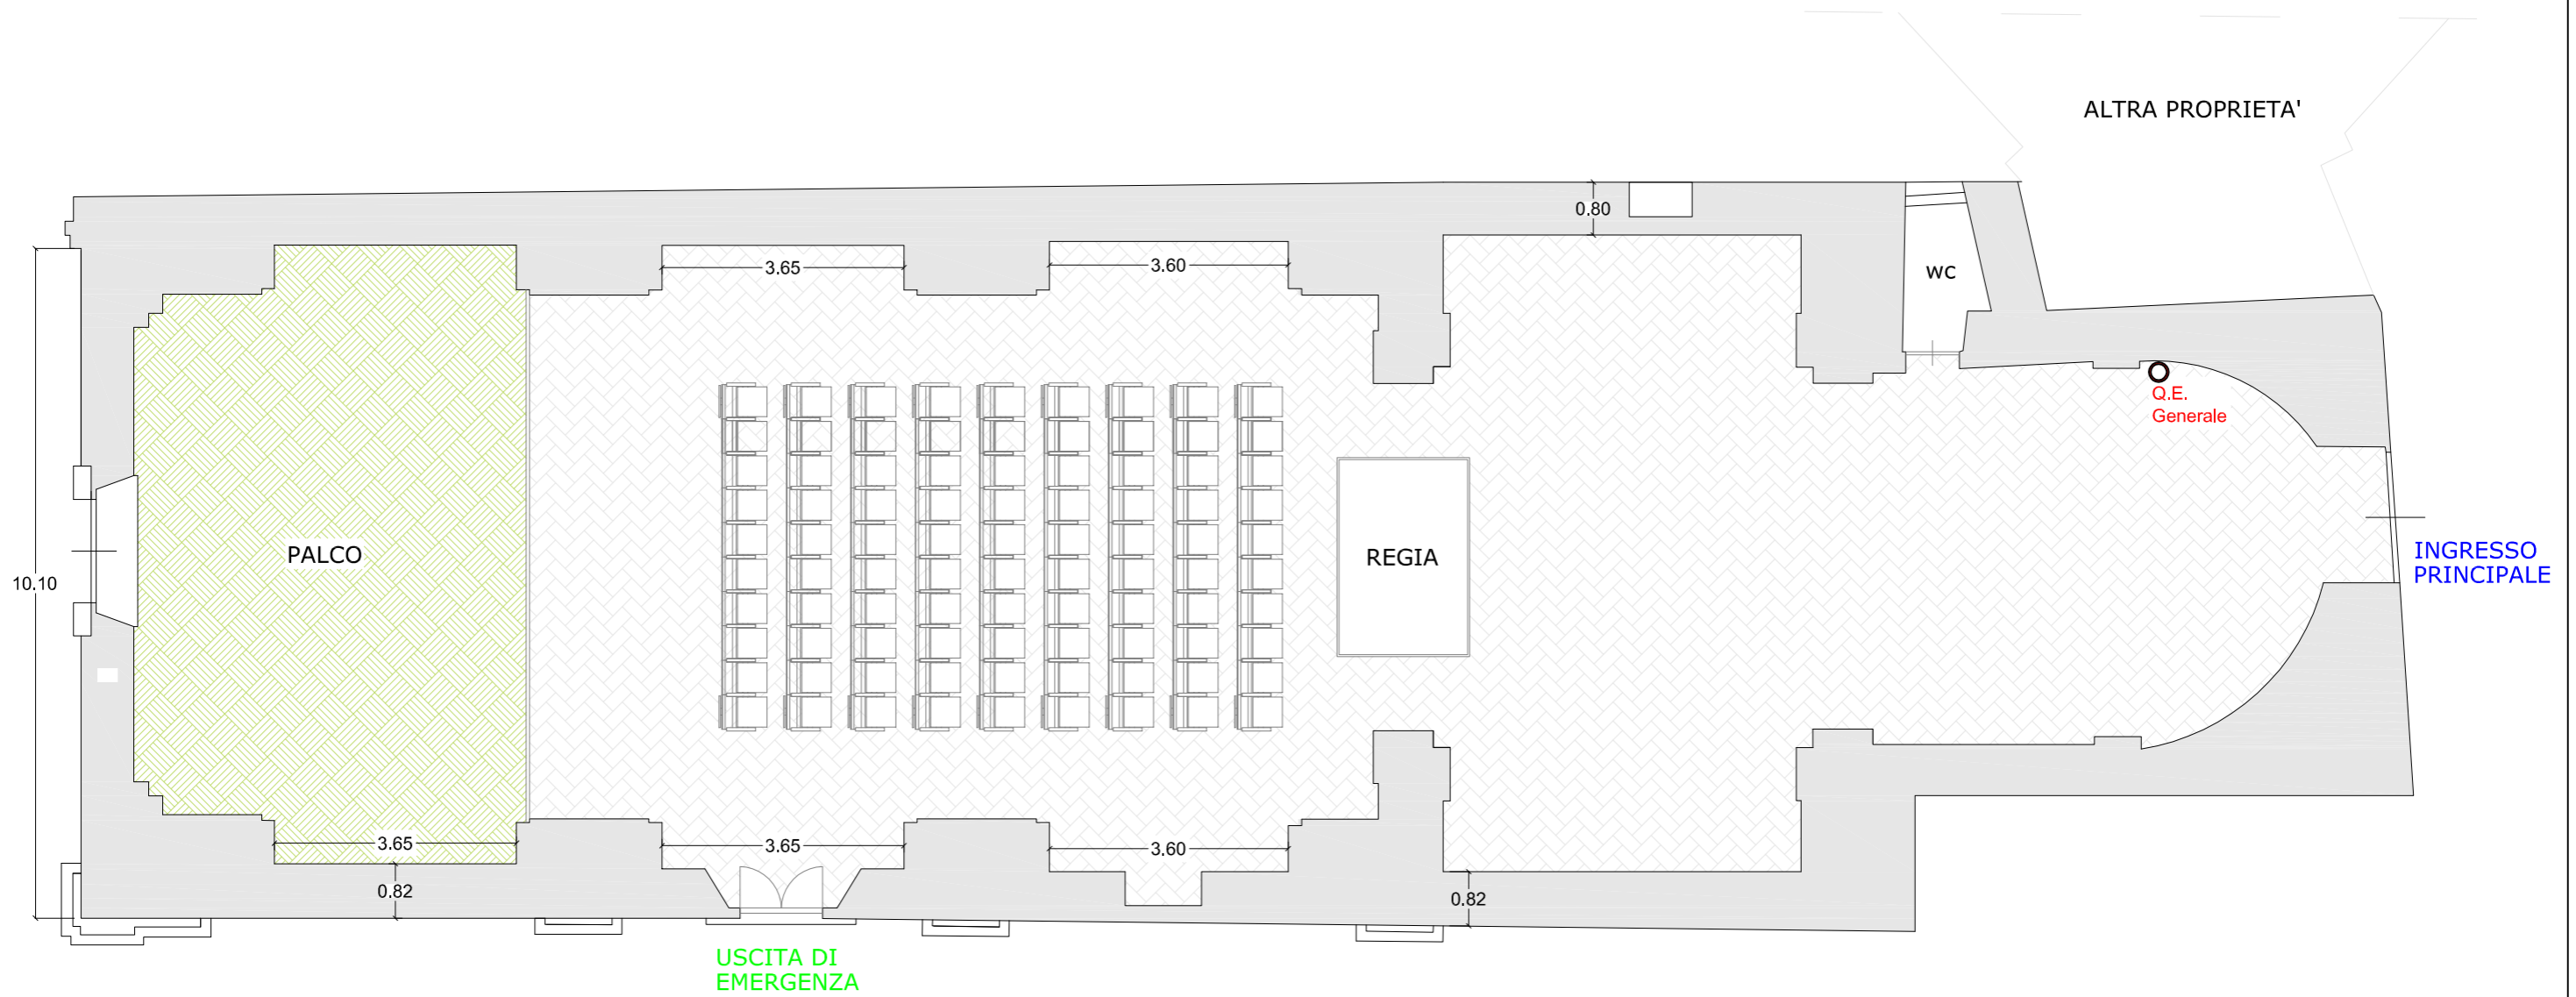 ALTRA PROPRIETA'
0.80
3.65
3.60
wc
Q.E.
Generale
PALCO
REGIA
INGRESSO
PRINCIPALE
10.10
3.65
3.65
3.60
0.82
0.82
USCITA DI
EMERGENZA